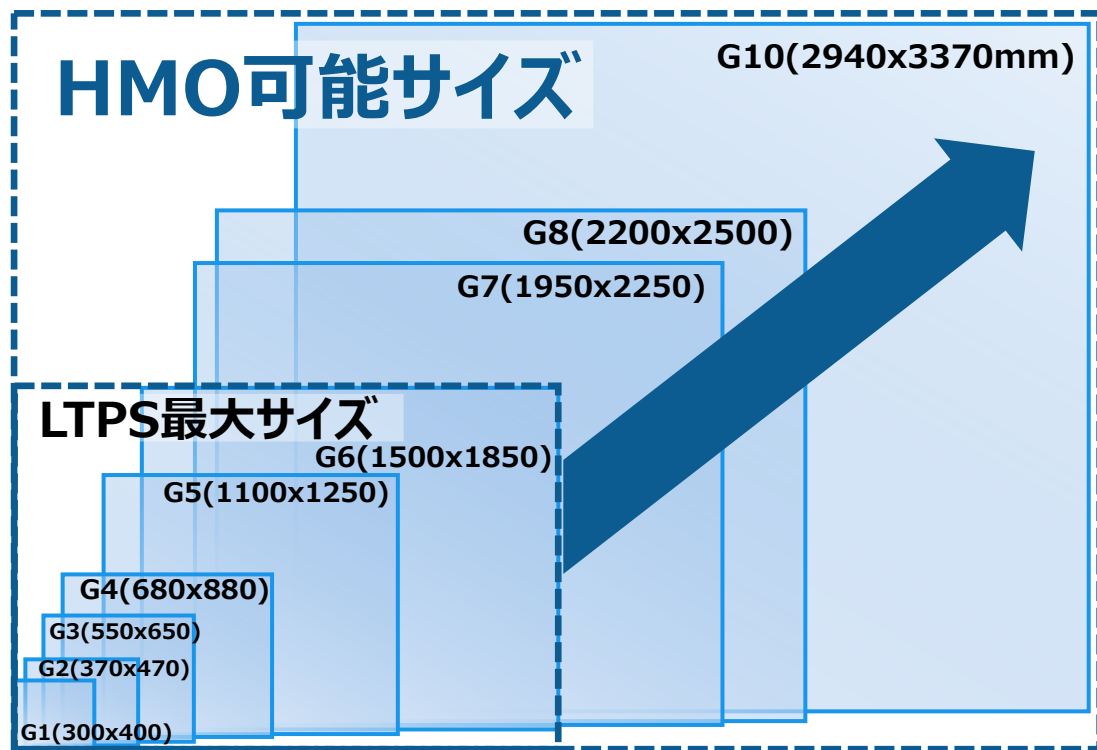 G10(2940x3370mm)
HMO可能サイズ
G8(2200x2500)
G7(1950x2250)
LTPS最大サイズ
G6(1500x1850)
G5(1100x1250)
G4(680x880)
G3(550x650)
G2(370x470)
G1(300x400)